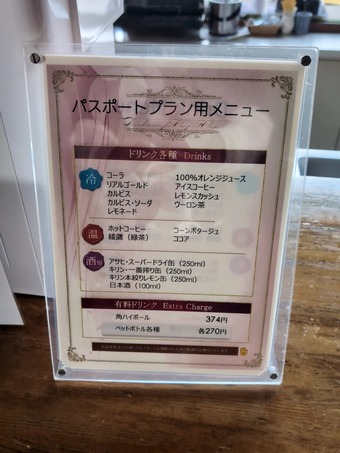 パスポートプラン用メニュー
ドリンク各種 Drinks
冷
コーラ 100%オレンジジュース
リアルゴールド アイスコーヒー
カルピス レモンスカッシュ
カルピス・ソーダ ウーロン茶
レモネード
温
ホットコーヒー コーンポタージュ
綾鷹（緑茶） ココア
酒
アサヒ・スーパードライ缶（250ml）
キリン・一番搾り缶（250ml）
キリン本絞りレモン缶（250ml）
日本酒（100ml）
有料ドリンク Extra Charge
角ハイボール 374円
ペットボトル各種 各270円